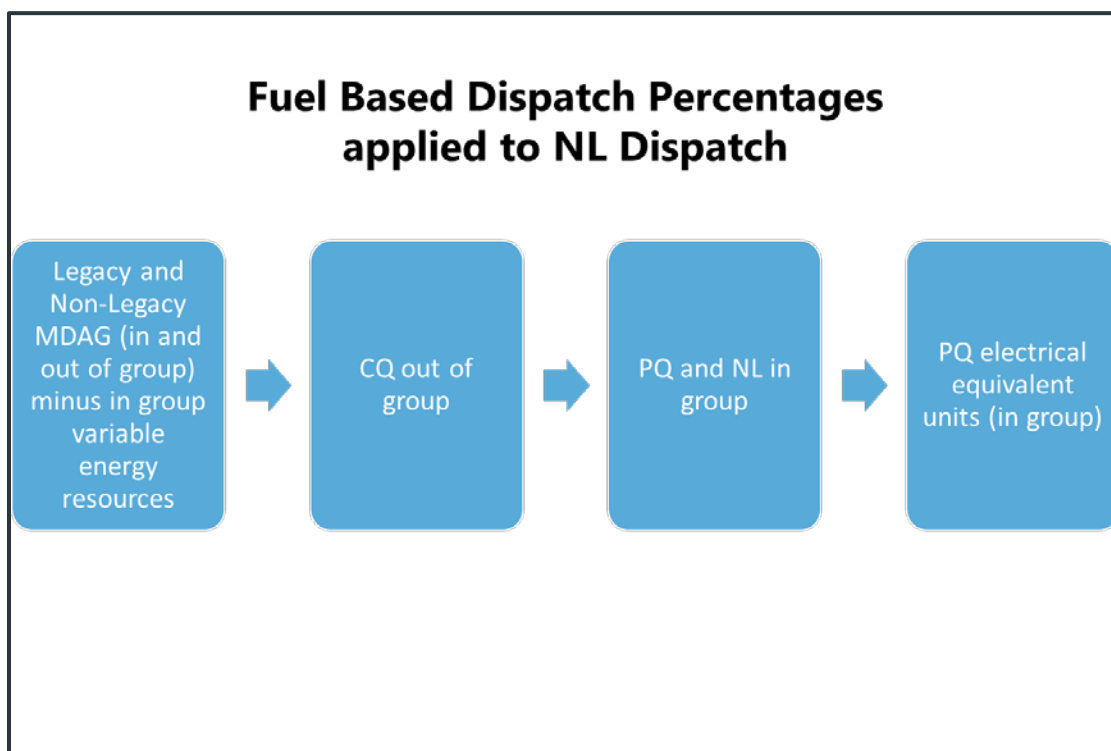 Fuel Based Dispatch Percentages
applied to NL Dispatch
Legacy and
Non-Legacy
MDAG (in and
out of group)
minus in group
variable
energy
resources
CQ out of
group
PQ and NL in
group
PQ electrical
equivalent
units (in group)